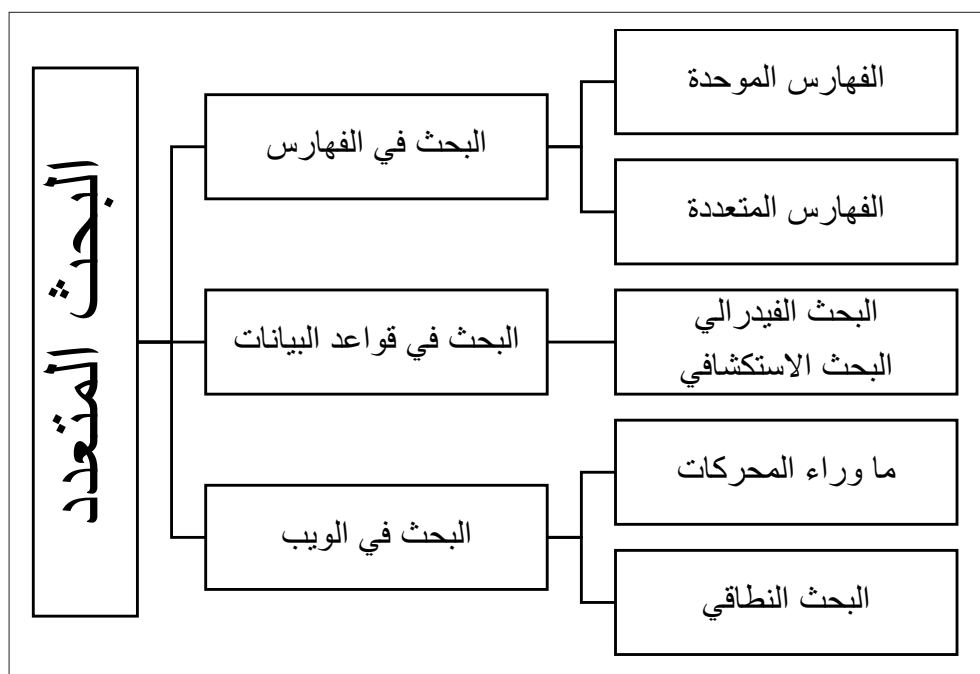 البحث المتعدد
البحث في الفهارس
الفهارس الموحدة
الفهارس المتعددة
البحث في قواعد البيانات
البحث الفيدرالي
البحث الاستكشافي
البحث في الويب
ما وراء المحركات
البحث النطاقي